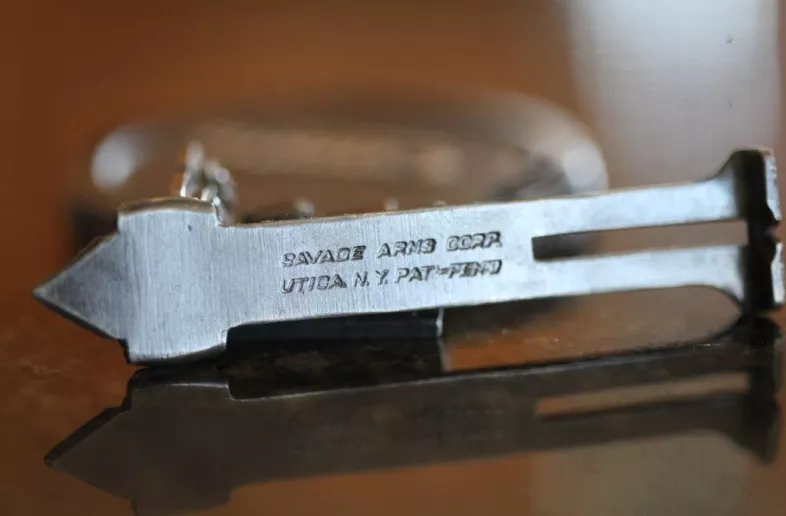 SAVAGE ARMS CORP.
UTICA, N.Y. PAT-PEND